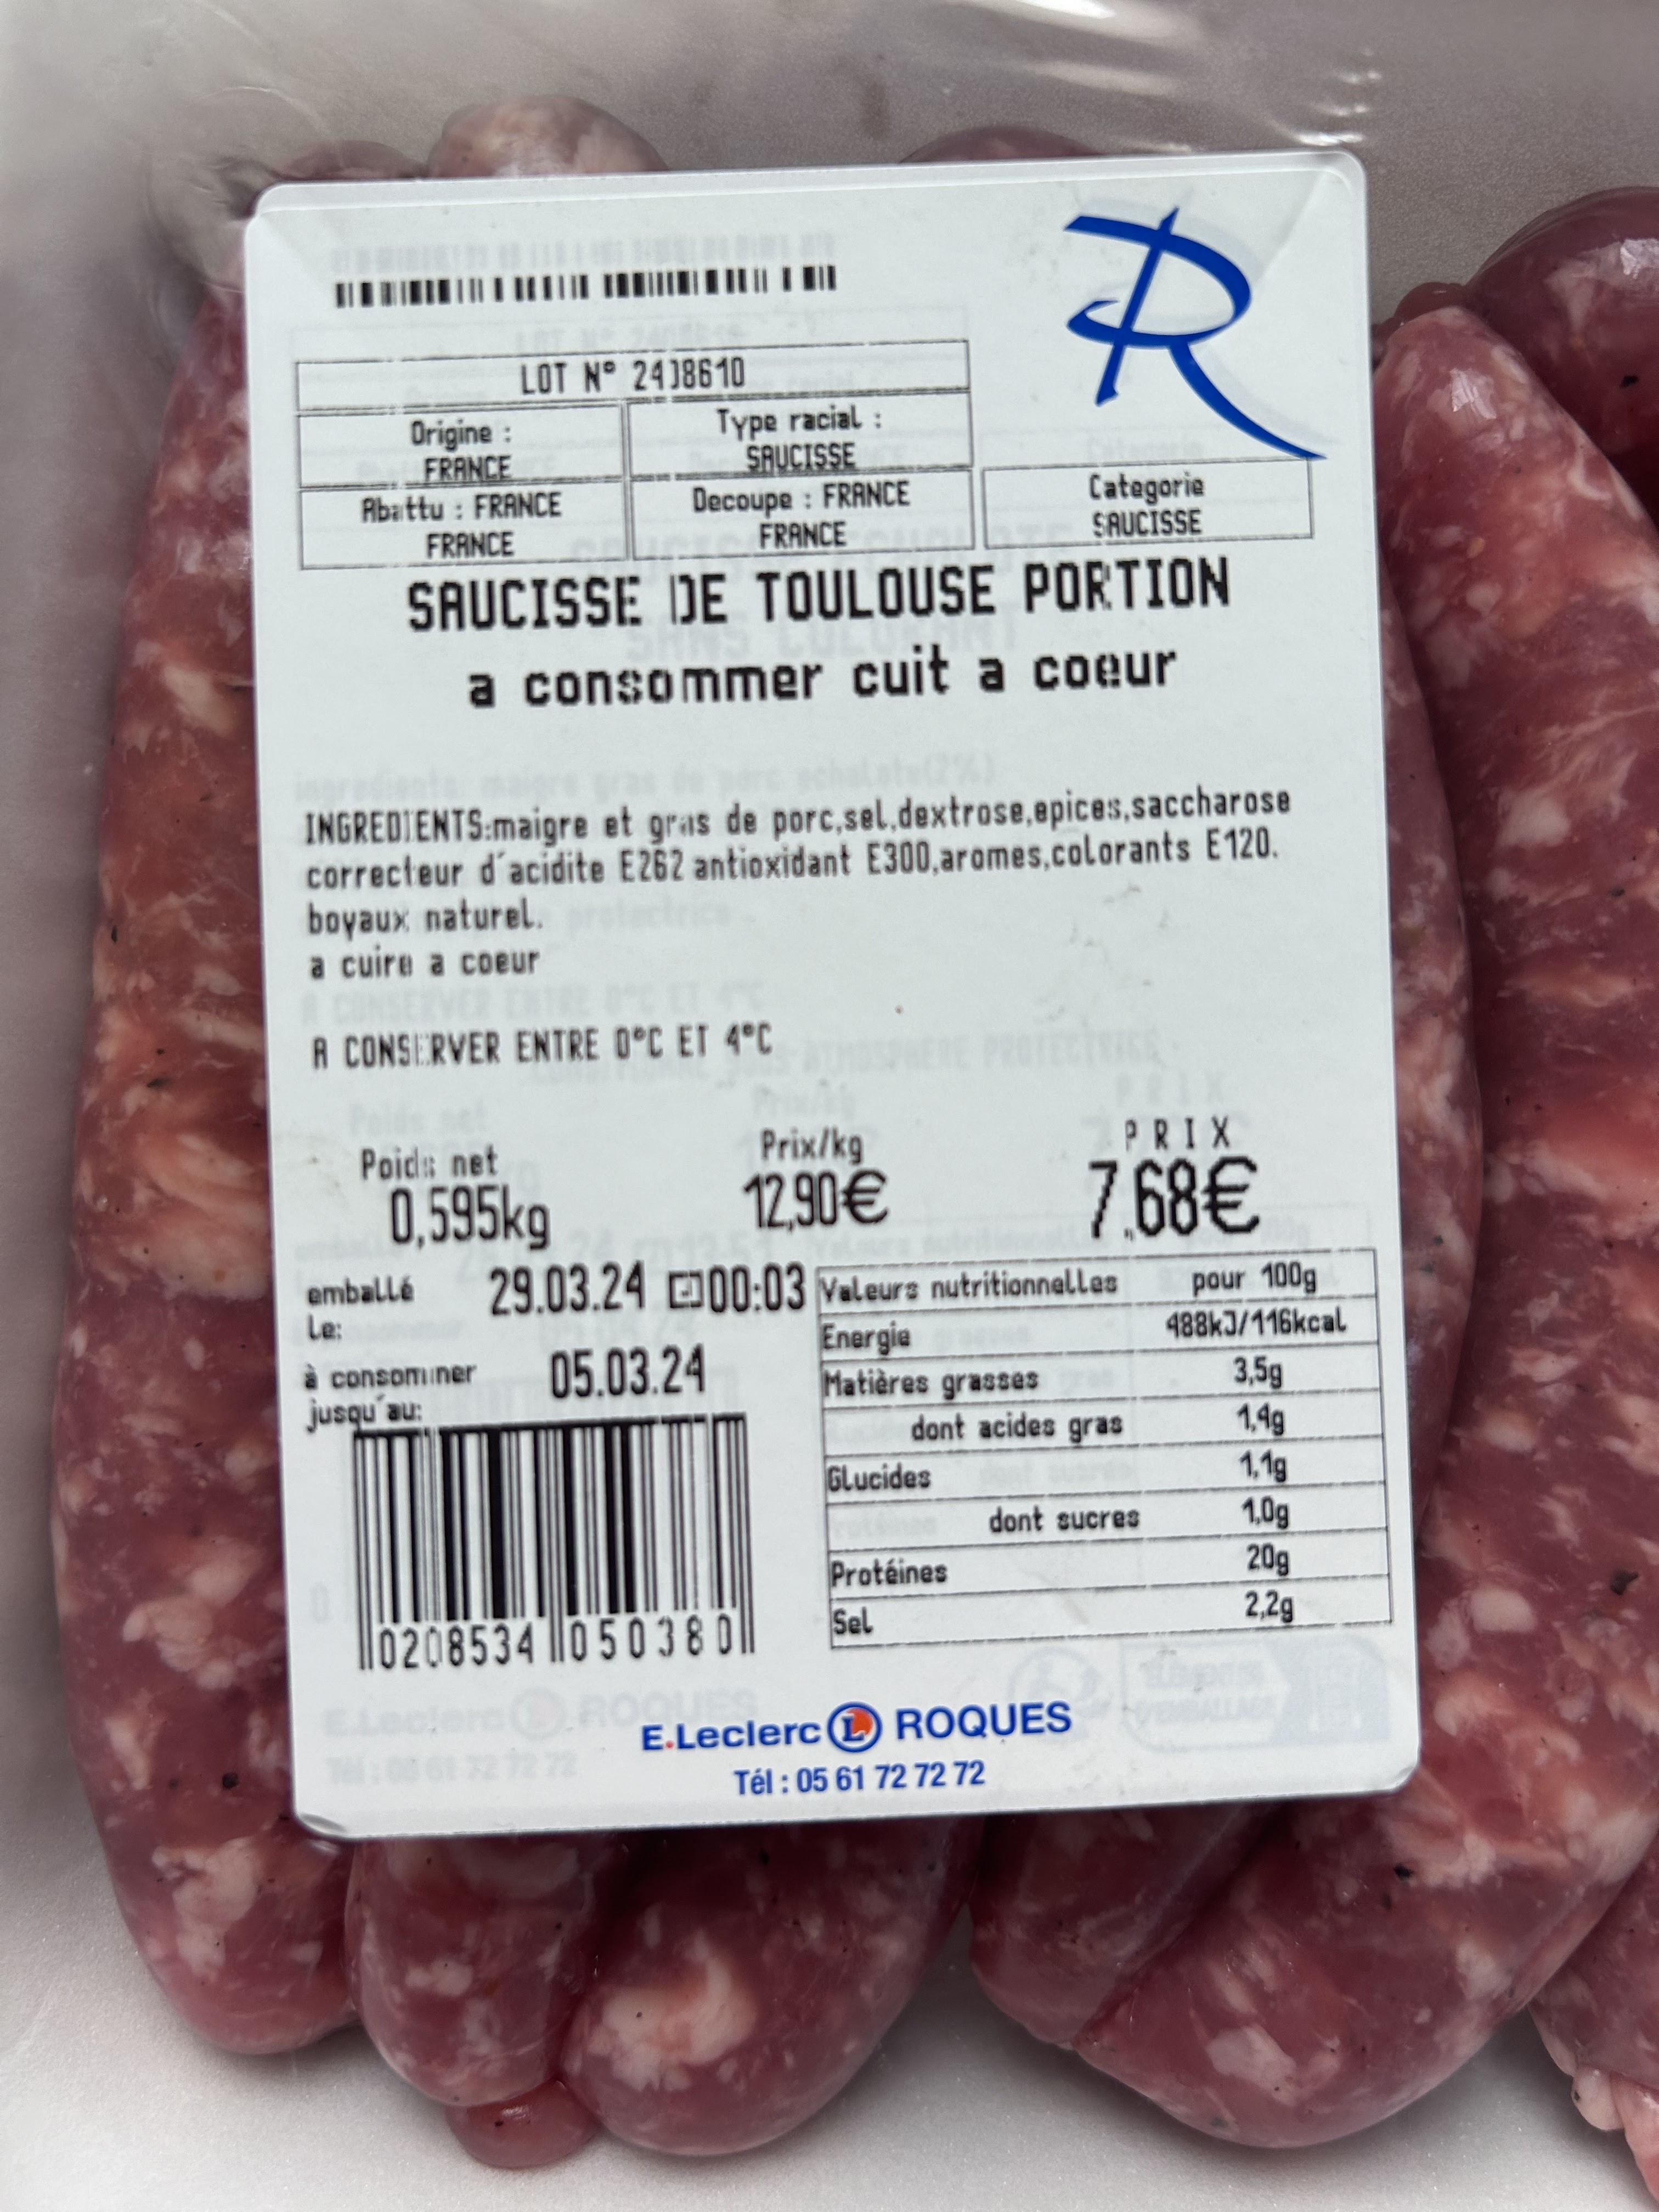 LOT N° 2408610
Origine :
FRANCE
Type racial :
SAUCISSE
Abattu : FRANCE
FRANCE
Decoupe : FRANCE
FRANCE
Categorie
SAUCISSE
SAUCISSE DE TOULOUSE PORTION
a consommer cuit a coeur
INGREDIENTS:maigre et gras de porc,sel,dextrose,epices,saccharose
correcteur d'acidite E262 antioxidant E300,aromes,colorants E120.
boyaux naturel.
a cuire a coeur
A CONSERVER ENTRE 0°C ET 4°C
Poids net
0,595kg
Prix/kg
12,90€
PRIX
7,68€
emballé
le:
29.03.24 00:03
à consommer
jusqu'au:
05.03.24
Valeurs nutritionnelles pour 100g
Energie 488kJ/116kcal
Matières grasses 3,5g
dont acides gras 1,4g
Glucides 1,1g
dont sucres 1,0g
Protéines 20g
Sel 2,2g
0208534 050380
E.Leclerc L ROQUES
Tél : 05 61 72 72 72